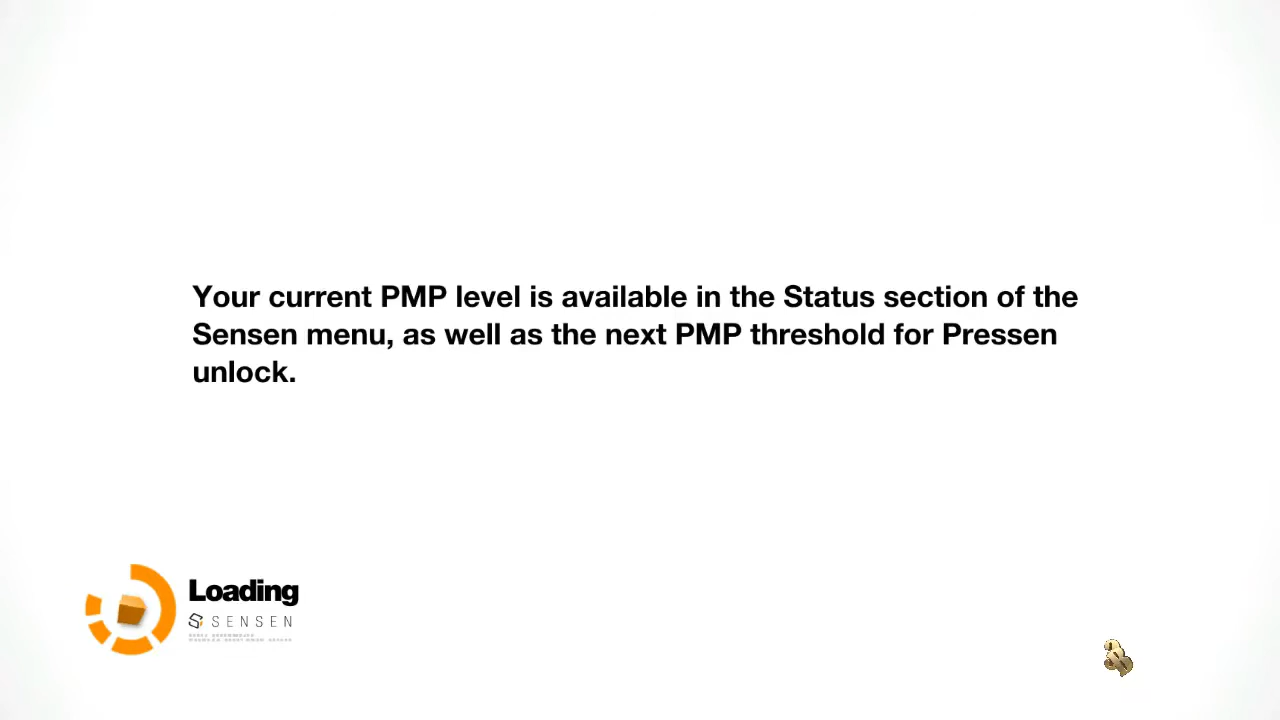 Your current PMP level is available in the Status section of the
Sensen menu, as well as the next PMP threshold for Pressen
unlock.
Loading
SENSEN